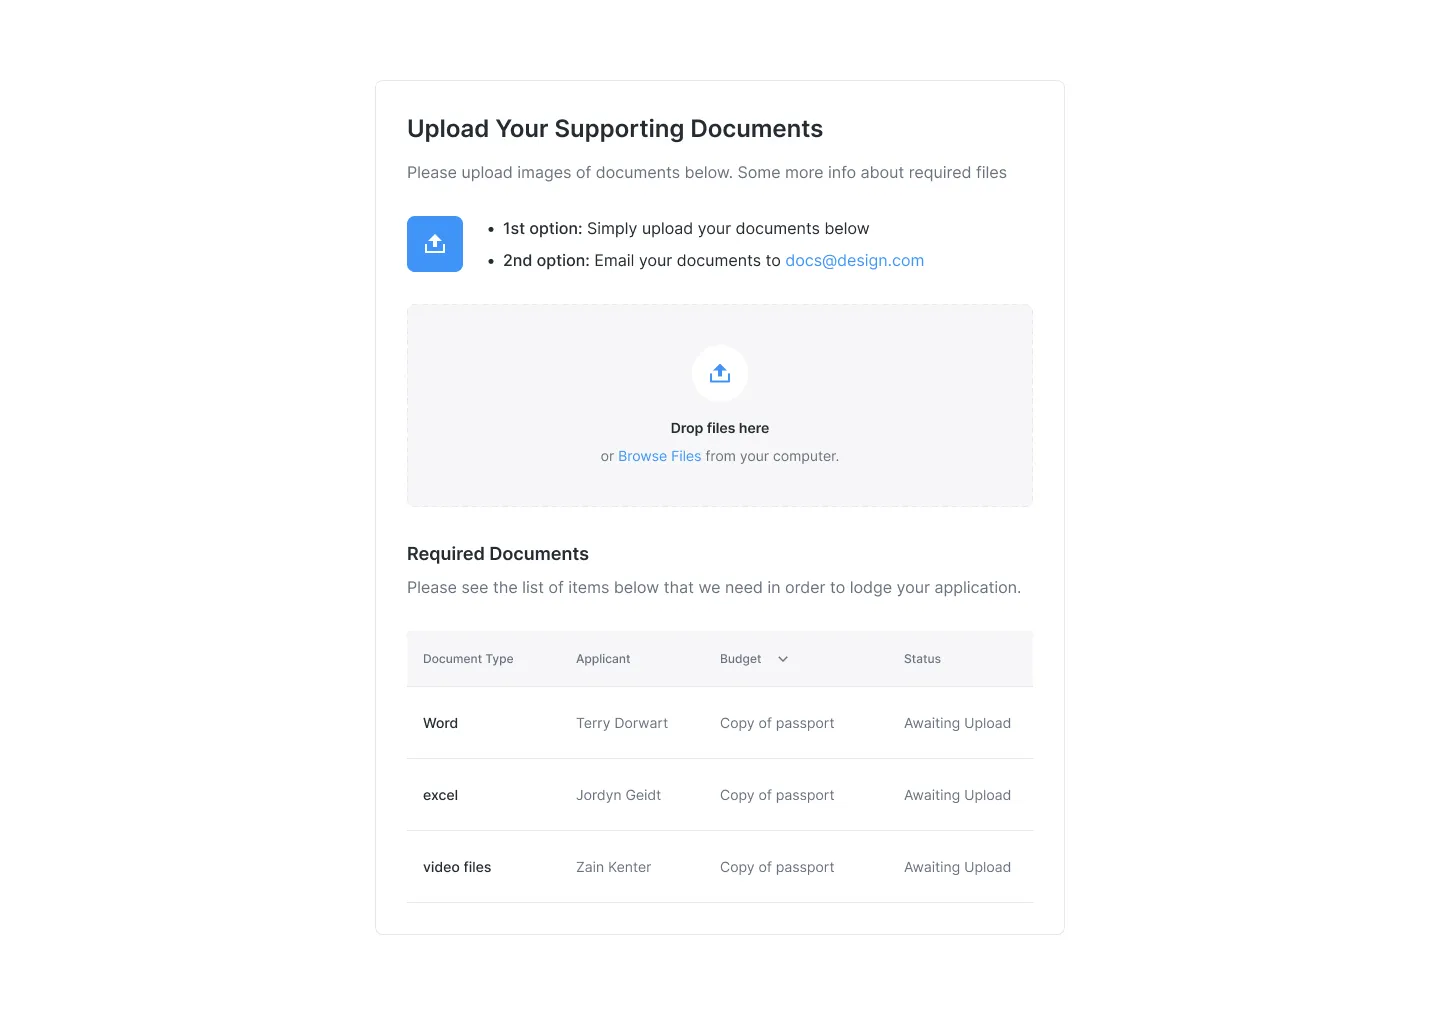 Upload Your Supporting Documents
Please upload images of documents below. Some more info about required files
• 1st option: Simply upload your documents below
• 2nd option: Email your documents to docs@design.com
Drop files here
or Browse Files from your computer.
Required Documents
Please see the list of items below that we need in order to lodge your application.
Document Type Applicant Budget Status
Word Terry Dorwart Copy of passport Awaiting Upload
excel Jordyn Geidt Copy of passport Awaiting Upload
video files Zain Kenter Copy of passport Awaiting Upload